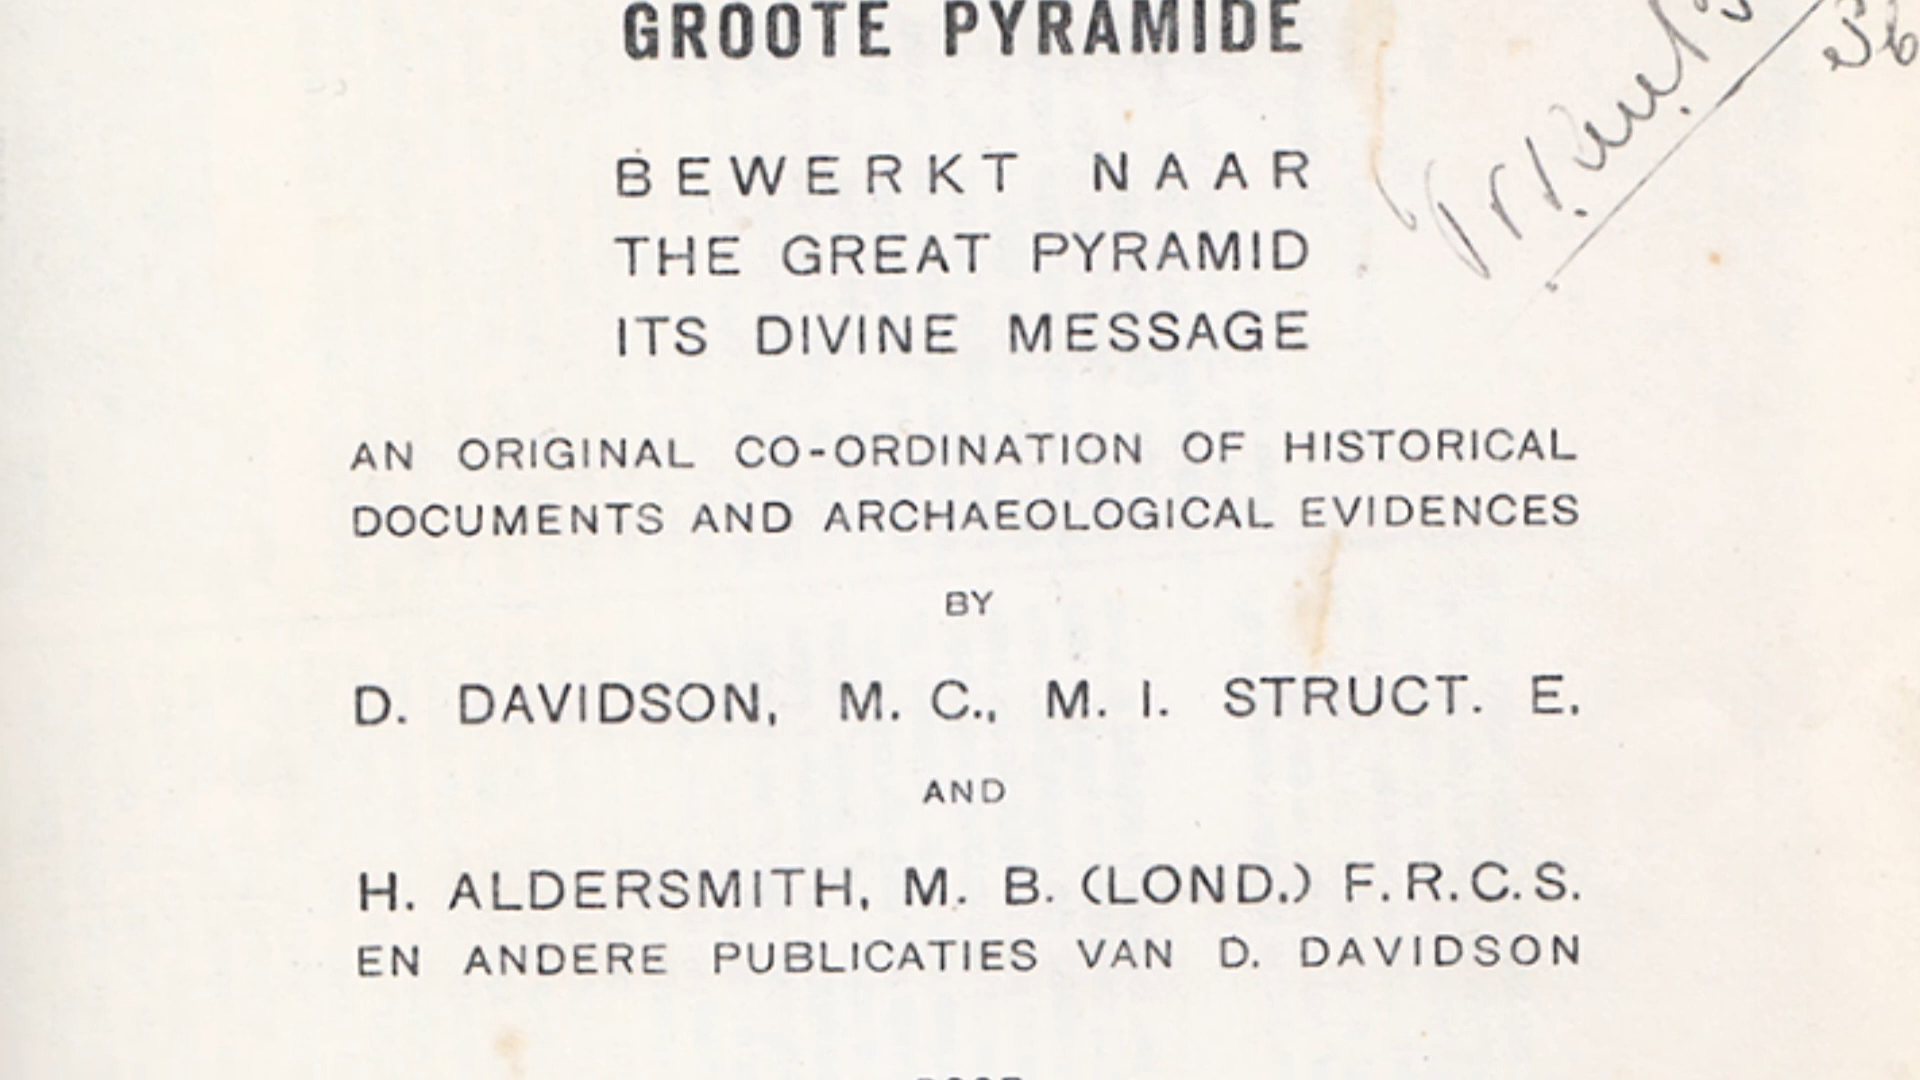 GROOTE PYRAMIDE
BEWERKT NAAR
THE GREAT PYRAMID
ITS DIVINE MESSAGE
AN ORIGINAL CO-ORDINATION OF HISTORICAL
DOCUMENTS AND ARCHAEOLOGICAL EVIDENCES
BY
D. DAVIDSON, M. C., M. I. STRUCT. E.
AND
H. ALDERSMITH, M. B. (LOND.) F.R.C.S.
EN ANDERE PUBLICATIES VAN D. DAVIDSON